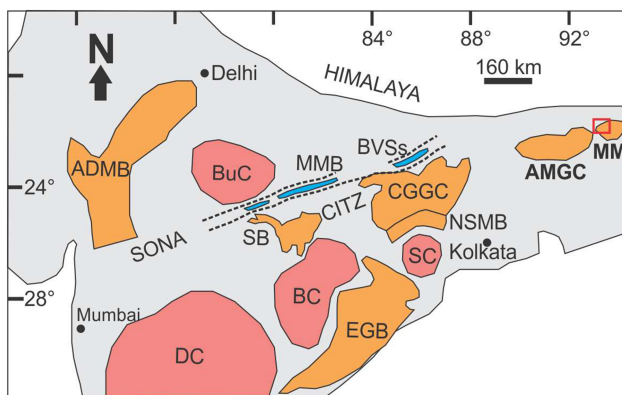 84° 88° 92°
N
Delhi
HIMALAYA
160 km
ADMB
BuC
MMB
BVSs
AMGC
MM
24°
CITZ
CGGC
SONA
SB
NSMB
Kolkata
SC
28°
BC
Mumbai
EGB
DC